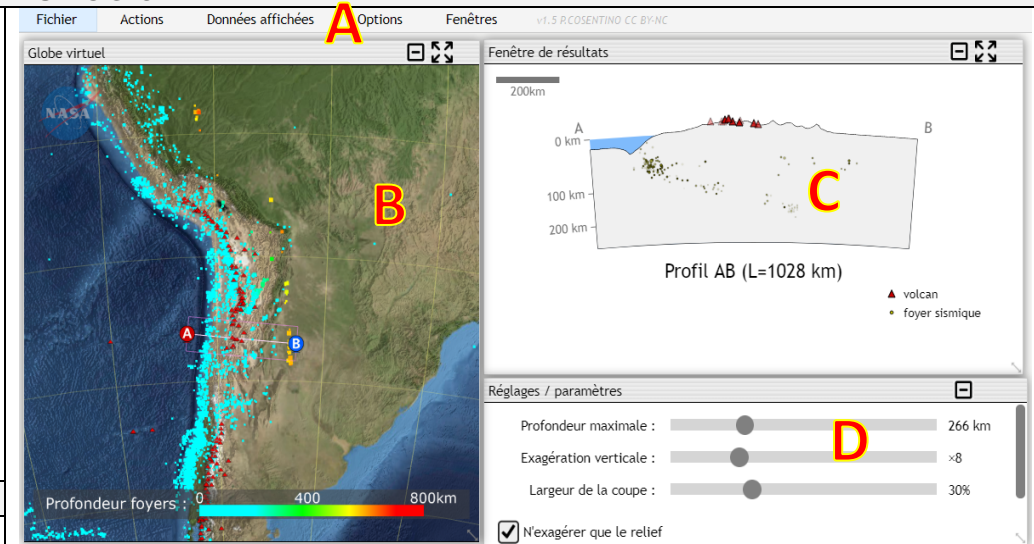 Fichier Actions Données affichées Options Fenêtres v1.5 P.COSENTINO CC BY-NC
A
Globe virtuel
NASA
B
A
B
Profondeur foyers : 0 400 800km
Fenêtre de résultats
200km
A B
0 km
100 km
200 km
C
Profil AB (L=1028 km)
volcan
foyer sismique
Réglages / paramètres
Profondeur maximale : 266 km
D
Exagération verticale : ×8
Largeur de la coupe : 30%
N'exagérer que le relief